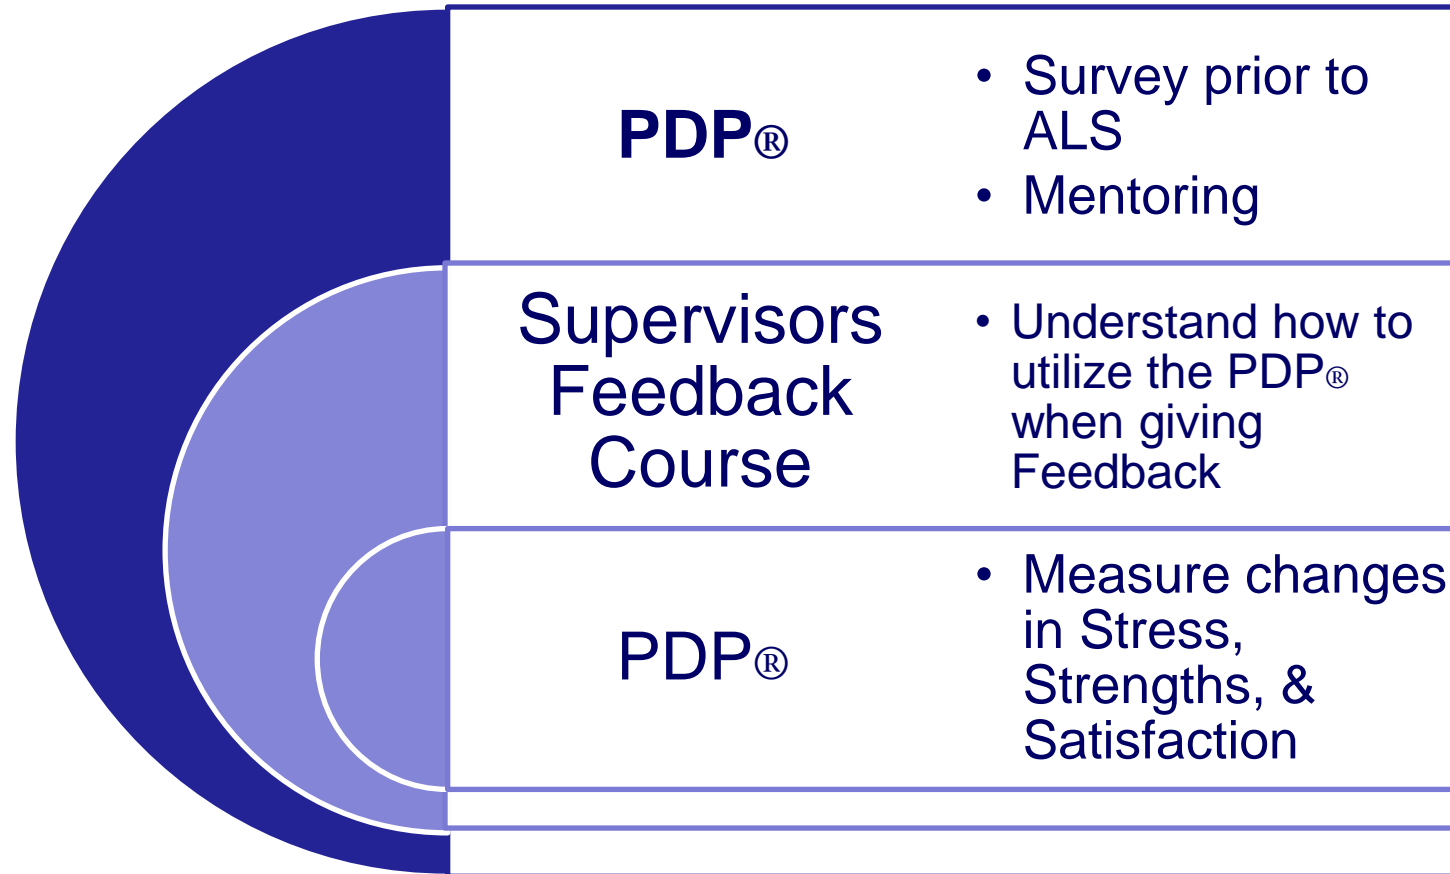 PDP®
• Survey prior to
ALS
• Mentoring
Supervisors
Feedback
Course
• Understand how to
utilize the PDP®
when giving
Feedback
PDP®
• Measure changes
in Stress,
Strengths, &
Satisfaction